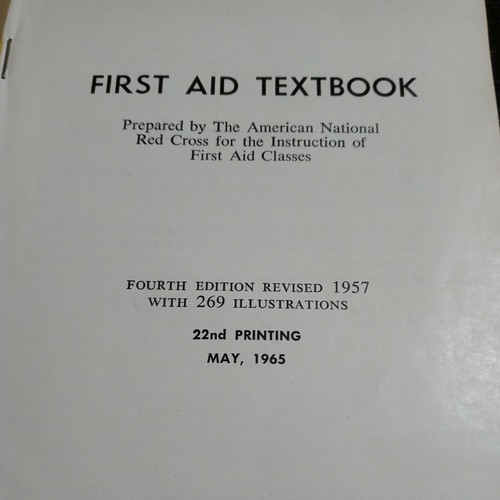 FIRST AID TEXTBOOK
Prepared by The American National
Red Cross for the Instruction of
First Aid Classes
FOURTH EDITION REVISED 1957
WITH 269 ILLUSTRATIONS
22nd PRINTING
MAY, 1965